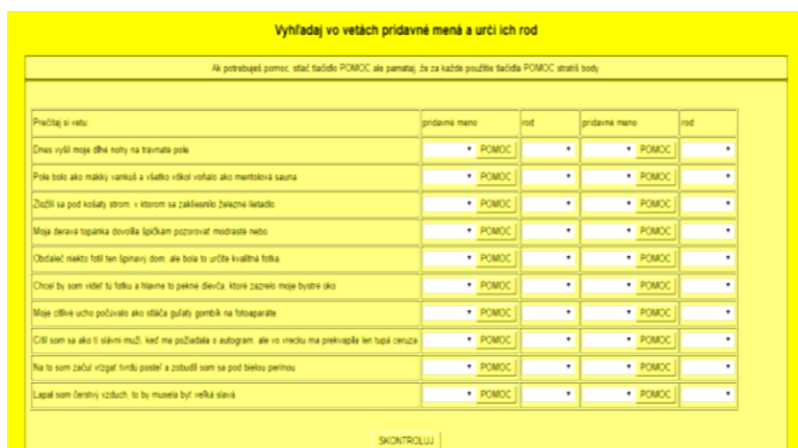 Vyhľadaj vo vetách prídavné mená a urči ich rod
Ak potrebuješ pomoc, stlač tlačidlo POMOC ale pamätaj, že za každé použitie tlačidla POMOC stratíš body.
Prečítaj si vetu: prídavné meno rod prídavné meno rod
Dnes vyšli moje dlhé nohy na trávnaté pole. POMOC POMOC
Pole bolo ako mäkký vankúš a všetko vôkol voňalo ako mentolová sauna. POMOC POMOC
Zložili sa pod košatý strom, v ktorom sa zakliesnilo železné lietadlo. POMOC POMOC
Moja deravá topánka dovolila špičkám pozorovať modrasté nebo. POMOC POMOC
Obďaleč niekto fotil ten špinavý dom, ale bola to určite kvalitná fotka. POMOC POMOC
Chcel by som vidieť tú fotku a hlavne to pekné dievča, ktoré zazrelo moje bystré oko. POMOC POMOC
Moje citlivé ucho počúvalo ako stláča guľatý gombík na fotoaparáte. POMOC POMOC
Cítil som sa ako tí slávni muži, keď ma požiadala o autogram, ale vo vrecku ma prekvapila len tupá ceruza. POMOC POMOC
Na to som začul vŕzgať tvrdú posteľ a zobudil som sa pod bielou perinou. POMOC POMOC
Lapal som čerstvý vzduch, to by musela byť veľká sláva. POMOC POMOC
SKONTROLUJ